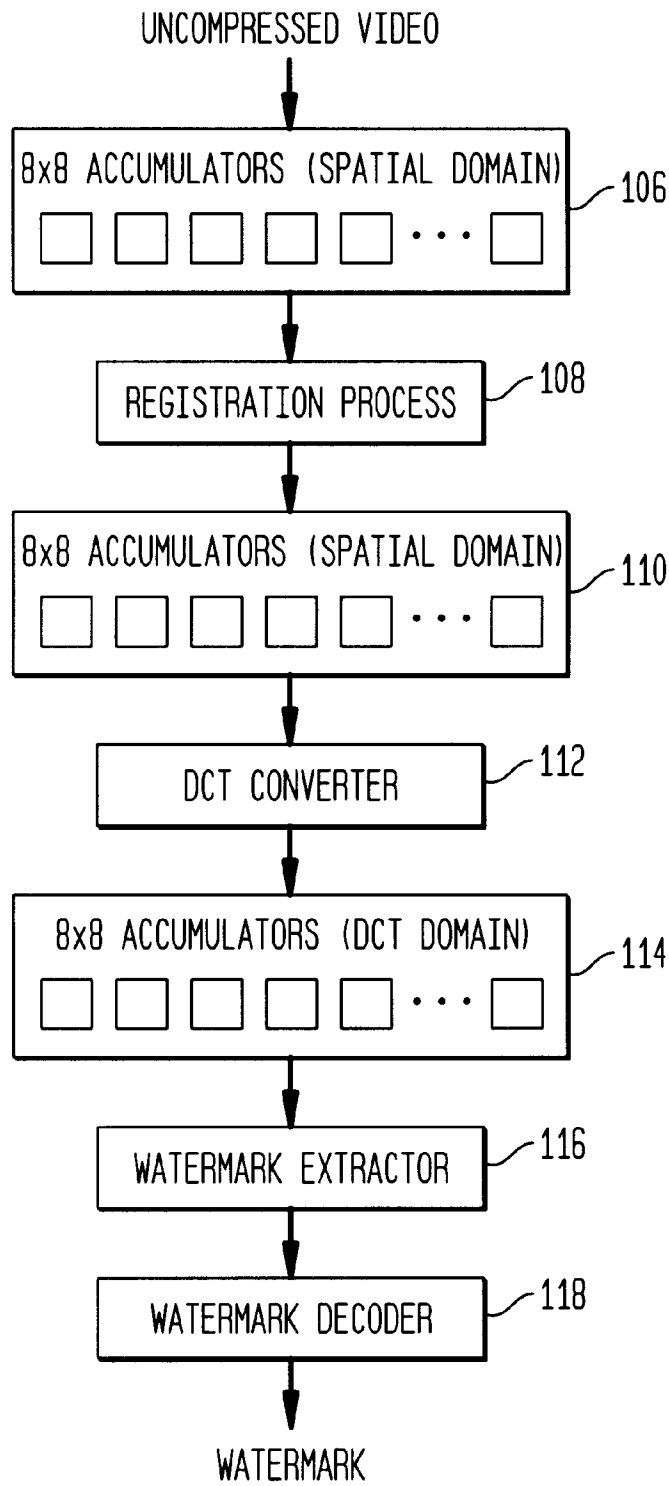 UNCOMPRESSED VIDEO
8x8 ACCUMULATORS (SPATIAL DOMAIN)
106
REGISTRATION PROCESS
108
8x8 ACCUMULATORS (SPATIAL DOMAIN)
110
DCT CONVERTER
112
8x8 ACCUMULATORS (DCT DOMAIN)
114
WATERMARK EXTRACTOR
116
WATERMARK DECODER
118
WATERMARK